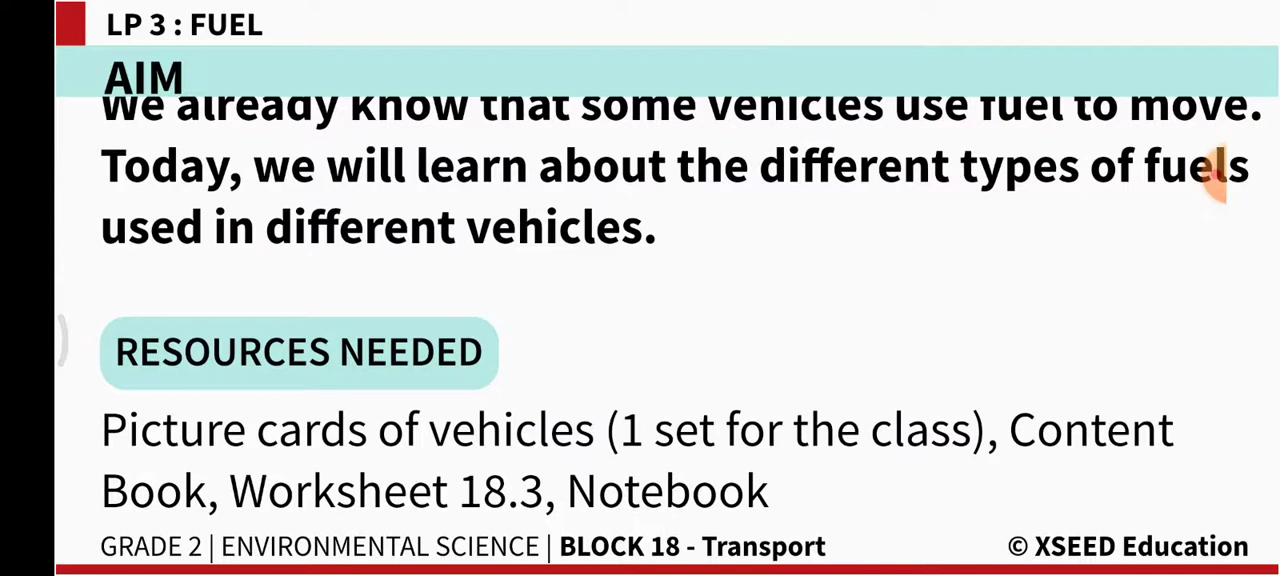 LP 3 : FUEL
AIM
We already know that some vehicles use fuel to move.
Today, we will learn about the different types of fuels
used in different vehicles.
RESOURCES NEEDED
Picture cards of vehicles (1 set for the class), Content
Book, Worksheet 18.3, Notebook
GRADE 2 | ENVIRONMENTAL SCIENCE | BLOCK 18 - Transport
© XSEED Education